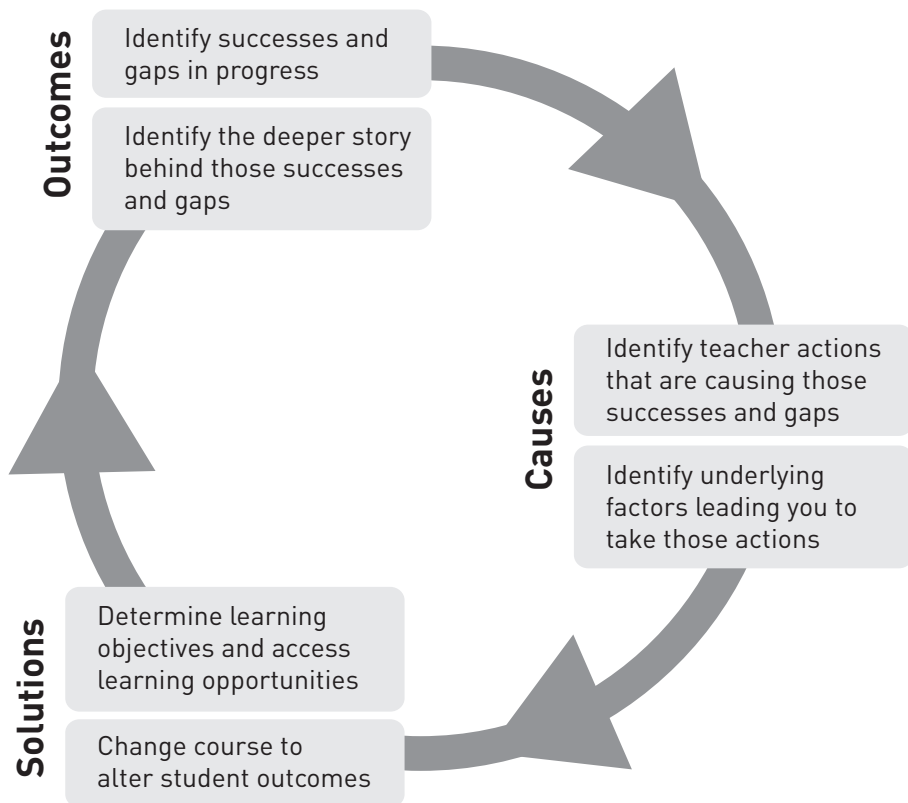 Outcomes
Identify successes and
gaps in progress
Identify the deeper story
behind those successes
and gaps
Causes
Identify teacher actions
that are causing those
successes and gaps
Identify underlying
factors leading you to
take those actions
Solutions
Determine learning
objectives and access
learning opportunities
Change course to
alter student outcomes